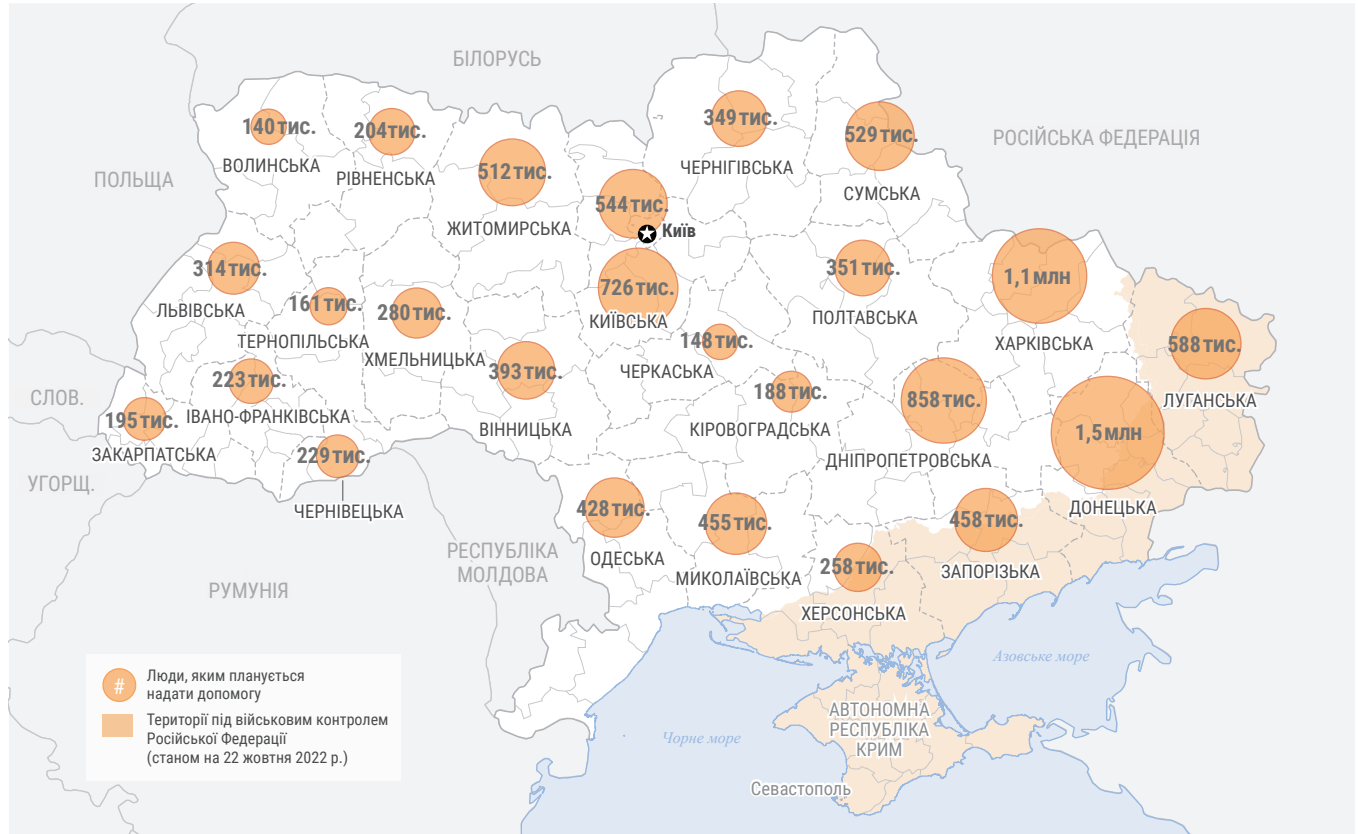 БІЛОРУСЬ
РОСІЙСЬКА ФЕДЕРАЦІЯ
ПОЛЬЩА
СЛОВ.
УГОРЩ.
РУМУНІЯ
РЕСПУБЛІКА
МОЛДОВА
140 тис.
ВОЛИНСЬКА
204 тис.
РІВНЕНСЬКА
512 тис.
ЖИТОМИРСЬКА
544 тис.
Київ
349 тис.
ЧЕРНІГІВСЬКА
529 тис.
СУМСЬКА
314 тис.
ЛЬВІВСЬКА
161 тис.
ТЕРНОПІЛЬСЬКА
280 тис.
ХМЕЛЬНИЦЬКА
726 тис.
КИЇВСЬКА
351 тис.
ПОЛТАВСЬКА
1,1 млн
ХАРКІВСЬКА
588 тис.
ЛУГАНСЬКА
223 тис.
ІВАНО-ФРАНКІВСЬКА
393 тис.
ВІННИЦЬКА
148 тис.
ЧЕРКАСЬКА
188 тис.
КІРОВОГРАДСЬКА
858 тис.
ДНІПРОПЕТРОВСЬКА
1,5 млн
ДОНЕЦЬКА
195 тис.
ЗАКАРПАТСЬКА
229 тис.
ЧЕРНІВЕЦЬКА
428 тис.
ОДЕСЬКА
455 тис.
МИКОЛАЇВСЬКА
258 тис.
ХЕРСОНСЬКА
458 тис.
ЗАПОРІЗЬКА
Азовське море
Чорне море
АВТОНОМНА
РЕСПУБЛІКА
КРИМ
Севастополь
# Люди, яким планується
надати допомогу
Території під військовим контролем
Російської Федерації
(станом на 22 жовтня 2022 р.)